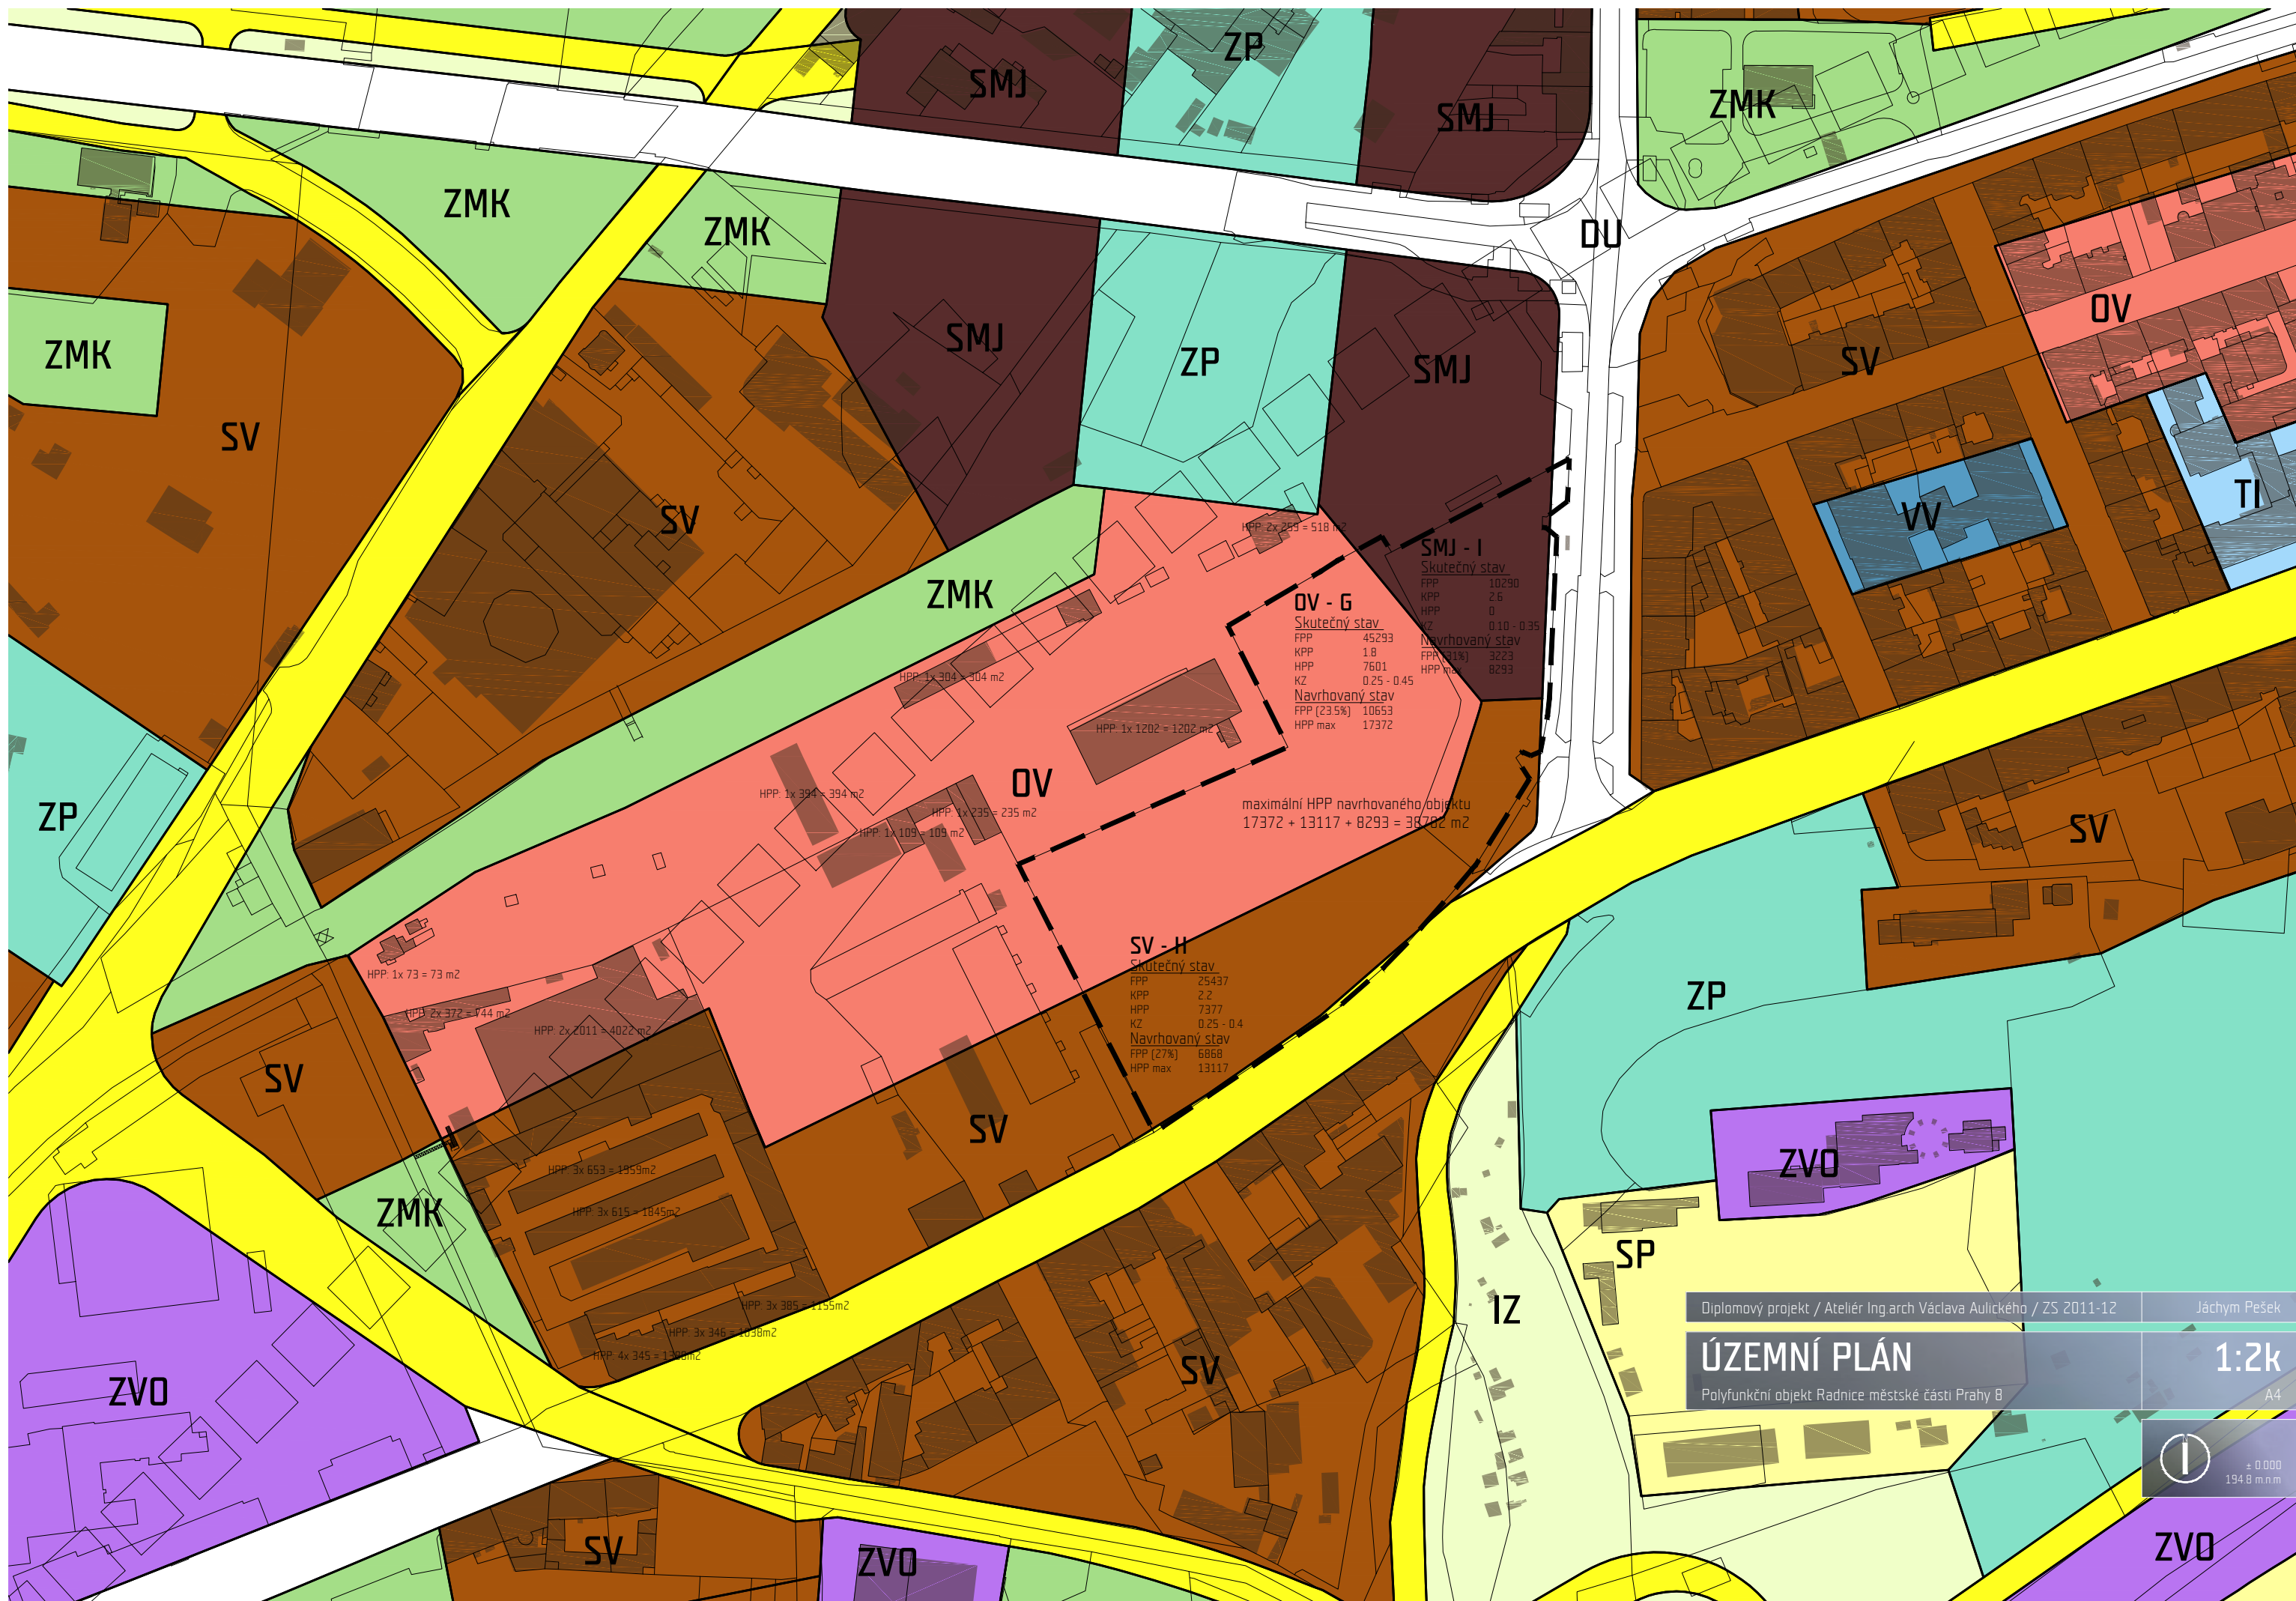 ZP
SMJ
SMJ
ZMK
ZMK
ZMK
DU
OV
SMJ
ZMK
ZP
SMJ
SV
SV
TI
SV
VV
HPP: 2x 259 = 518 m2
SMJ - I
Skutečný stav
FPP 10290
KPP 2.6
HPP 0
KZ 0.10 - 0.35
Navrhovaný stav
FPP (31%) 3223
HPP max 8293
ZMK
OV - G
Skutečný stav
FPP 45293
KPP 1.8
HPP 7601
KZ 0.25 - 0.45
Navrhovaný stav
FPP (23.5%) 10653
HPP max 17372
HPP: 1x 304 = 304 m2
HPP: 1x 1202 = 1202 m2
OV
HPP: 1x 394 = 394 m2
HPP: 1x 235 = 235 m2
HPP: 1x 109 = 109 m2
maximální HPP navrhovaného objektu
17372 + 13117 + 8293 = 38782 m2
ZP
SV
SV - H
Skutečný stav
FPP 25437
KPP 2.2
HPP 7377
KZ 0.25 - 0.4
Navrhovaný stav
FPP (27%) 6868
HPP max 13117
HPP: 1x 73 = 73 m2
HPP: 2x 372 = 744 m2
HPP: 2x 2011 = 4022 m2
ZP
SV
SV
ZVO
HPP: 3x 653 = 1959m2
HPP: 3x 615 = 1845m2
ZMK
SP
IZ
HPP: 3x 385 = 1155m2
HPP: 3x 346 = 1038m2
HPP: 4x 345 = 1380m2
SV
ZVO
Diplomový projekt / Ateliér Ing.arch Václava Aulického / ZS 2011-12 Jáchym Pešek
ÚZEMNÍ PLÁN 1:2k
Polyfunkční objekt Radnice městské části Prahy 8 A4
± 0.000
194.8 m.n.m
SV
ZVO
ZVO